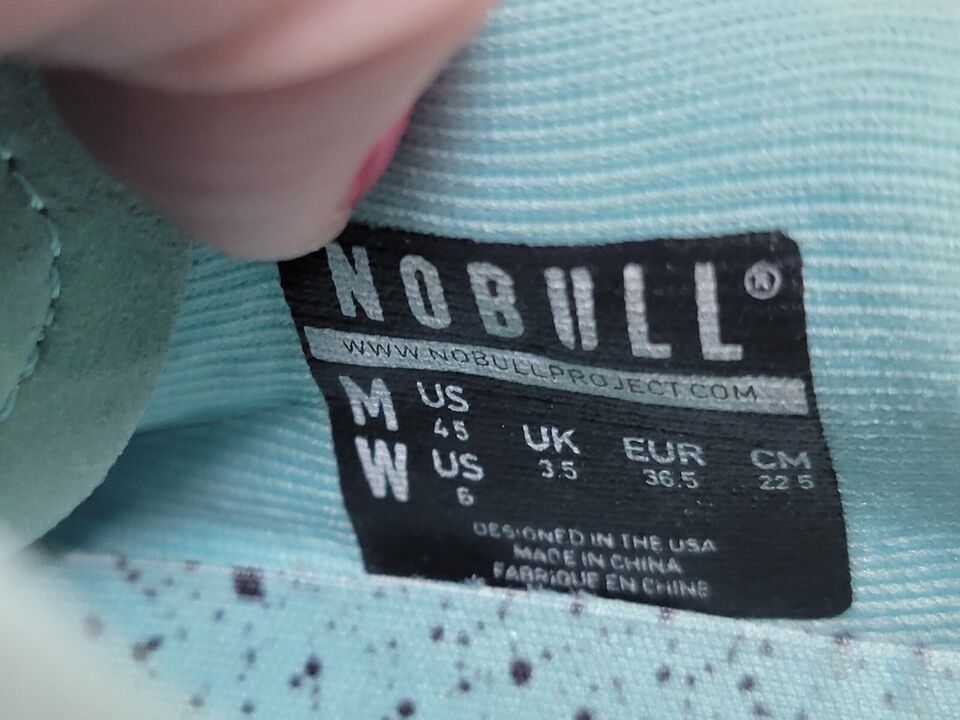 NOBULL®
WWW.NOBULLPROJECT.COM
M US 4.5
W US 6
UK 3.5
EUR 36.5
CM 22.5
DESIGNED IN THE USA
MADE IN CHINA
FABRIQUE EN CHINE